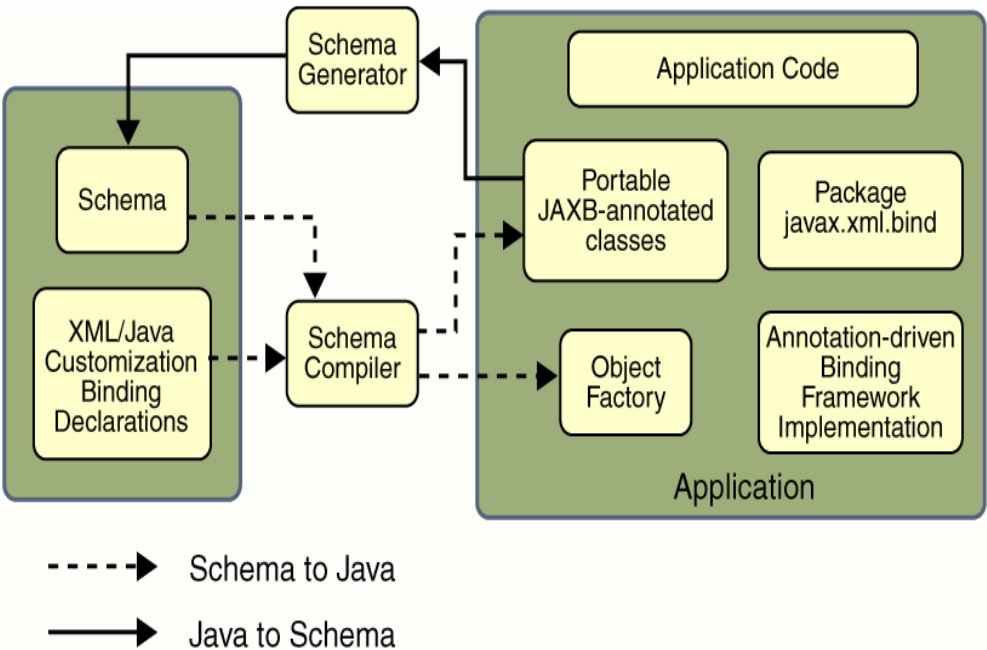 Schema
Generator
Application Code
Schema
Portable
JAXB-annotated
classes
Package
javax.xml.bind
XML/Java
Customization
Binding
Declarations
Schema
Compiler
Object
Factory
Annotation-driven
Binding
Framework
Implementation
Application
Schema to Java
Java to Schema